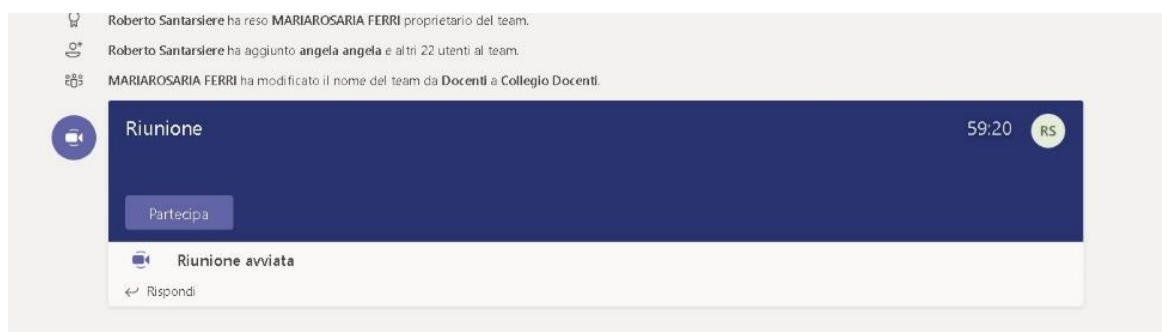 Roberto Santarsiere ha reso MARIAROSARIA FERRI proprietario del team.
Roberto Santarsiere ha aggiunto angela angela e altri 22 utenti al team.
MARIAROSARIA FERRI ha modificato il nome del team da Docenti a Collegio Docenti.
Riunione 59:20 RS
Partecipa
Riunione avviata
Rispondi